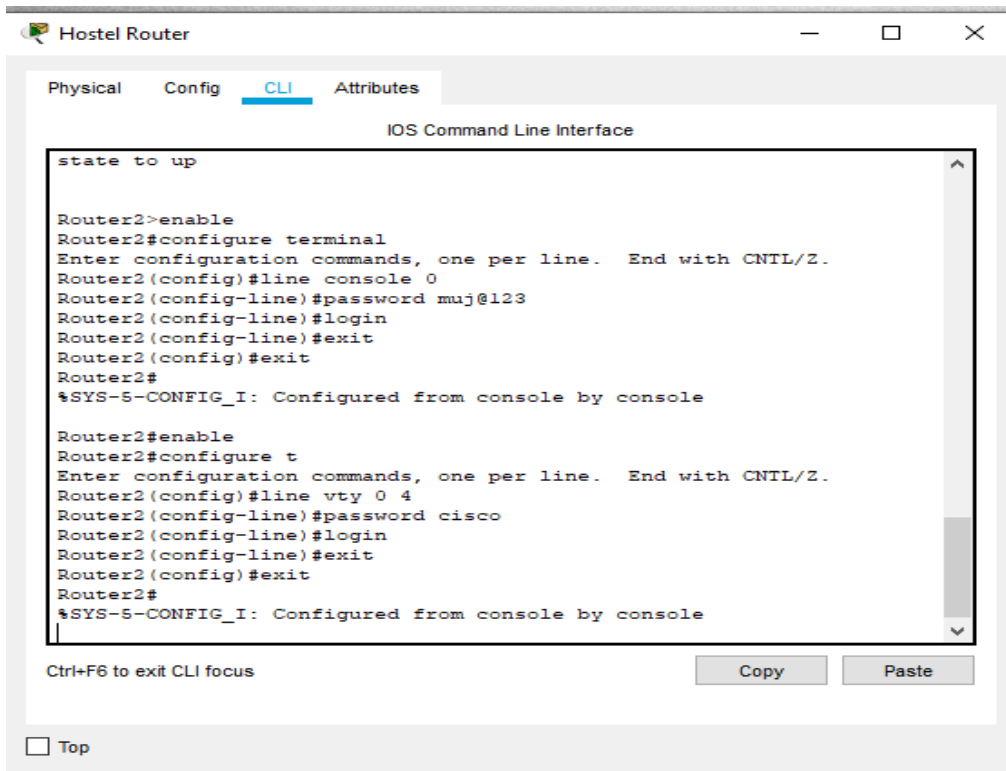 Hostel Router
Physical Config CLI Attributes
IOS Command Line Interface
state to up
Router2>enable
Router2#configure terminal
Enter configuration commands, one per line.  End with CNTL/Z.
Router2(config)#line console 0
Router2(config-line)#password muj@123
Router2(config-line)#login
Router2(config-line)#exit
Router2(config)#exit
Router2#
%SYS-5-CONFIG_I: Configured from console by console
Router2#enable
Router2#configure t
Enter configuration commands, one per line.  End with CNTL/Z.
Router2(config)#line vty 0 4
Router2(config-line)#password cisco
Router2(config-line)#login
Router2(config-line)#exit
Router2(config)#exit
Router2#
%SYS-5-CONFIG_I: Configured from console by console
Ctrl+F6 to exit CLI focus
Copy Paste
Top